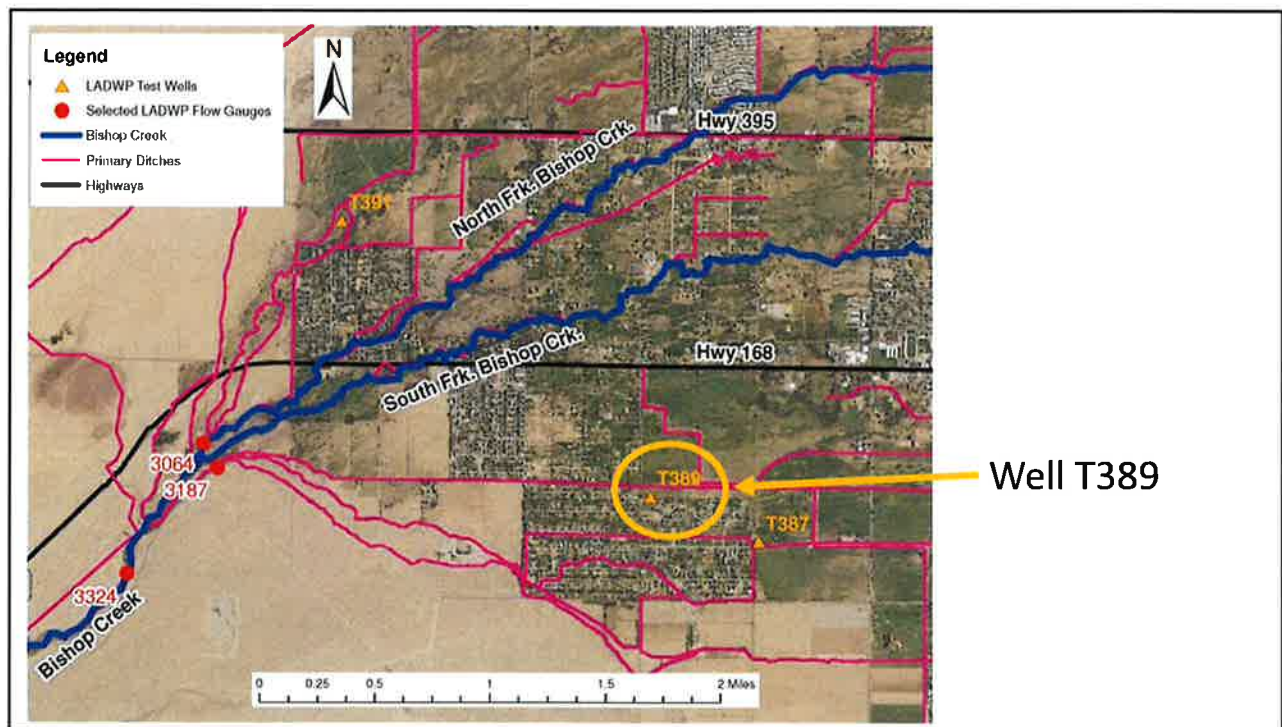 Legend
LADWP Test Wells
Selected LADWP Flow Gauges
Bishop Creek
Primary Ditches
Highways
N
Hwy 395
North Frk. Bishop Crk.
T391
Hwy 168
South Frk. Bishop Crk.
3064
3187
T389
Well T389
T387
3324
Bishop Creek
0 0.25 0.5 1 1.5 2 Miles